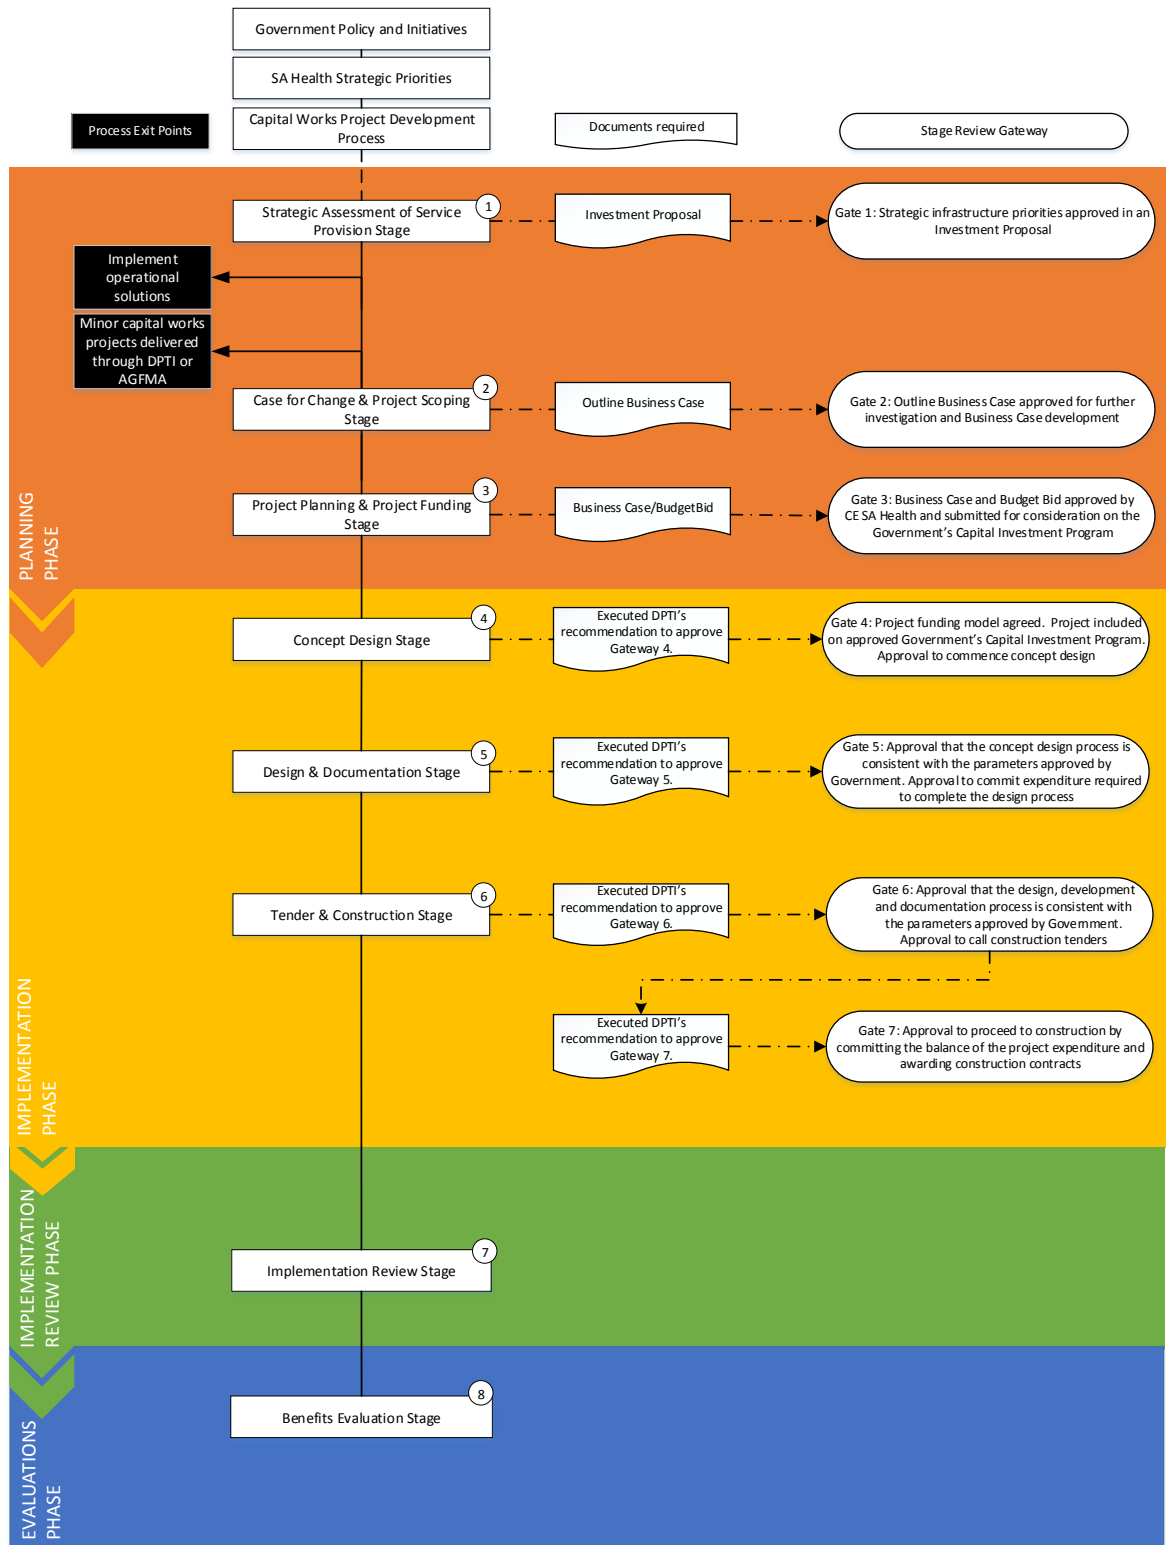 Government Policy and Initiatives
SA Health Strategic Priorities
Process Exit Points
Capital Works Project Development
Process
Documents required
Stage Review Gateway
Strategic Assessment of Service
Provision Stage
1
Investment Proposal
Gate 1: Strategic infrastructure priorities approved in an
Investment Proposal
Implement
operational
solutions
Minor capital works
projects delivered
through DPTI or
AGFMA
Case for Change & Project Scoping
Stage
2
Outline Business Case
Gate 2: Outline Business Case approved for further
investigation and Business Case development
Project Planning & Project Funding
Stage
3
Business Case/Budget Bid
Gate 3: Business Case and Budget Bid approved by
CE SA Health and submitted for consideration on the
Government's Capital Investment Program
PLANNING
PHASE
Concept Design Stage
4
Executed DPTI's
recommendation to approve
Gateway 4.
Gate 4: Project funding model agreed. Project included
on approved Government's Capital Investment Program.
Approval to commence concept design
Design & Documentation Stage
5
Executed DPTI's
recommendation to approve
Gateway 5.
Gate 5: Approval that the concept design process is
consistent with the parameters approved by
Government. Approval to commit expenditure required
to complete the design process
Tender & Construction Stage
6
Executed DPTI's
recommendation to approve
Gateway 6.
Gate 6: Approval that the design, development
and documentation process is consistent with
the parameters approved by Government.
Approval to call construction tenders
Executed DPTI's
recommendation to approve
Gateway 7.
Gate 7: Approval to proceed to construction by
committing the balance of the project expenditure and
awarding construction contracts
IMPLEMENTATION
PHASE
Implementation Review Stage
7
IMPLEMENTATION
REVIEW PHASE
Benefits Evaluation Stage
8
EVALUATIONS
PHASE